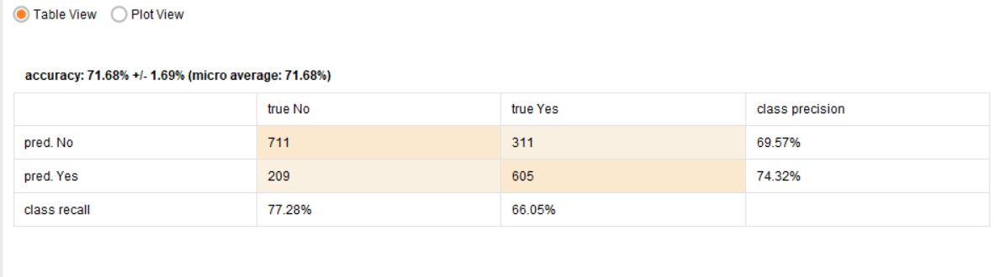 Table View Plot View
accuracy: 71.68% +/- 1.69% (micro average: 71.68%)
true No true Yes class precision
pred. No 711 311 69.57%
pred. Yes 209 605 74.32%
class recall 77.28% 66.05%